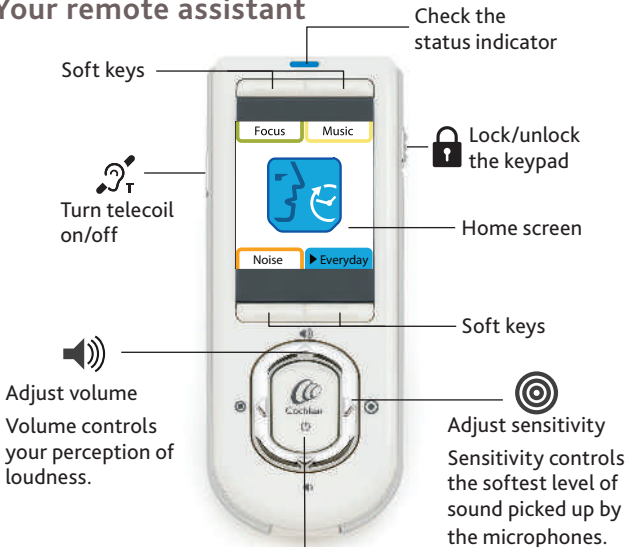 Your remote assistant
Check the
status indicator
Soft keys
Focus
Music
Lock/unlock
the keypad
T
Turn telecoil
on/off
Home screen
Noise
Everyday
Soft keys
Adjust volume
Volume controls
your perception of
loudness.
Cochlear
Adjust sensitivity
Sensitivity controls
the softest level of
sound picked up by
the microphones.